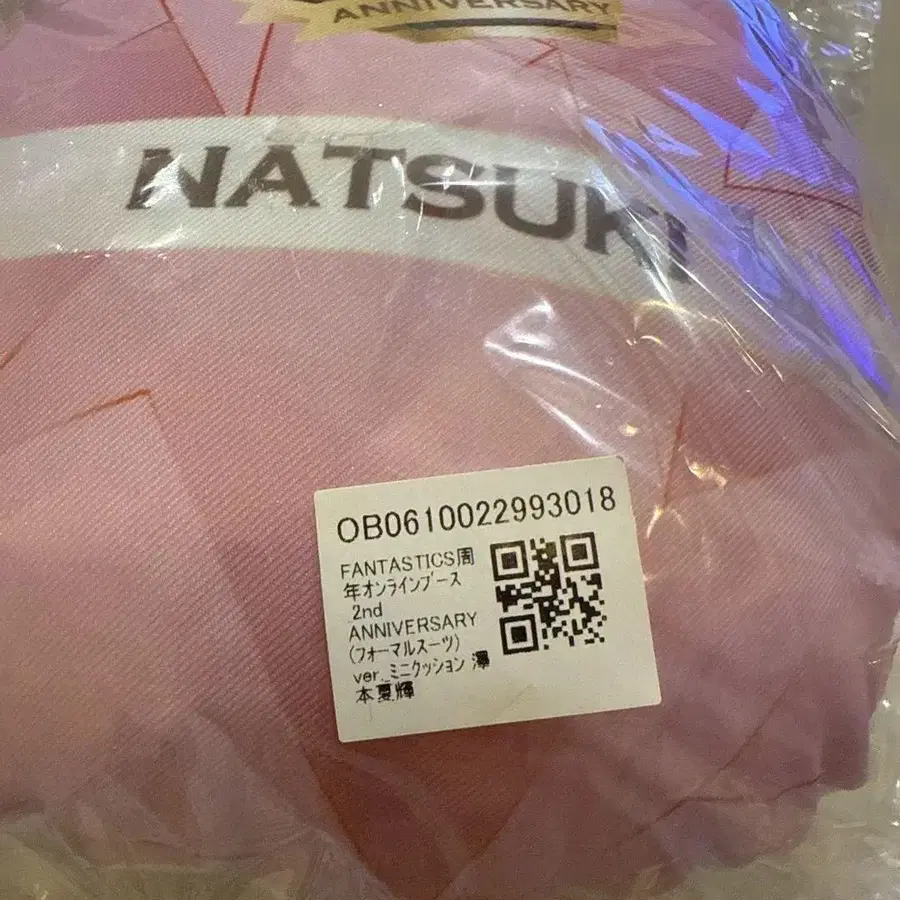 ANNIVERSARY
NATSUKI
OB0610022993018
FANTASTICS周
年オンラインブース
_2nd
ANNIVERSARY
(フォーマルスーツ)
ver._ミニクッション 澤
本夏輝